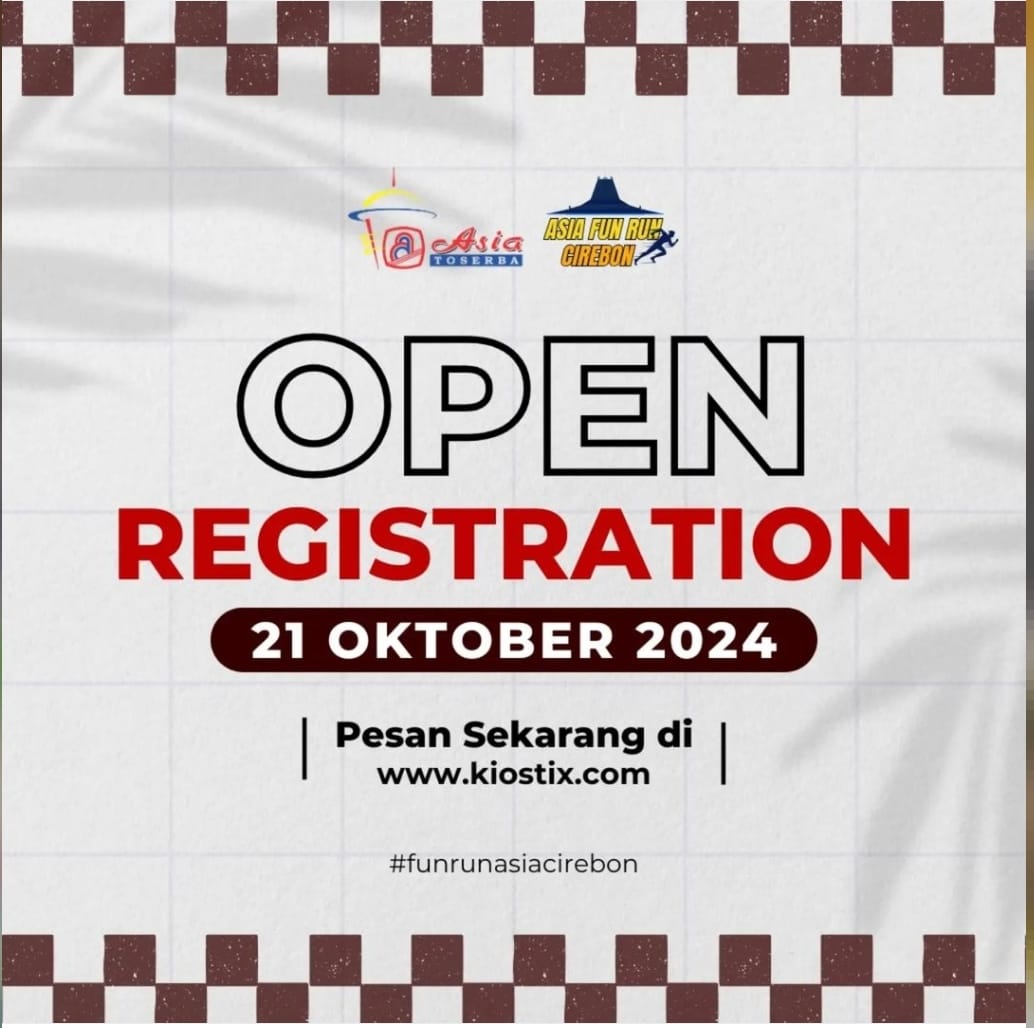 Asia
TOSERBA
ASIA FUN RUN
CIREBON
OPEN
REGISTRATION
21 OKTOBER 2024
Pesan Sekarang di
www.kiostix.com
#funrunasiacirebon